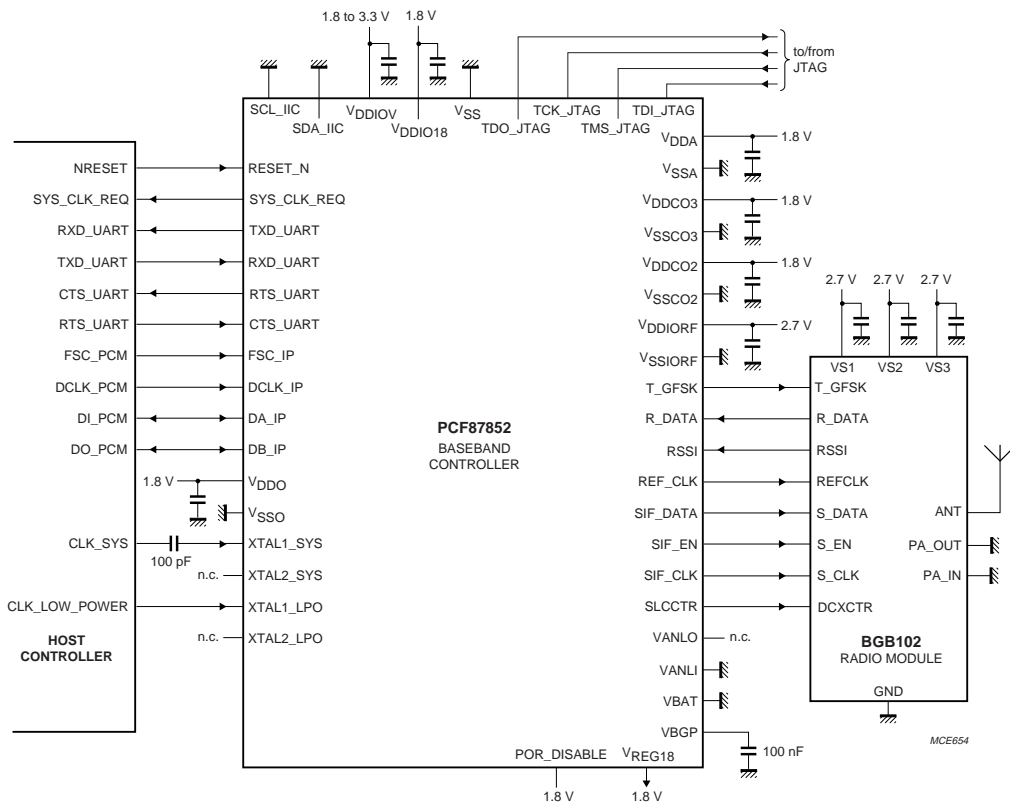 1.8 to 3.3 V
1.8 V
to/from
JTAG
SCL_IIC
SDA_IIC
VDDIOV
VDDIO18
VSS
TDO_JTAG
TCK_JTAG
TMS_JTAG
TDI_JTAG
NRESET
SYS_CLK_REQ
RXD_UART
TXD_UART
CTS_UART
RTS_UART
FSC_PCM
DCLK_PCM
DI_PCM
DO_PCM
1.8 V
CLK_SYS
100 pF
n.c.
CLK_LOW_POWER
n.c.
HOST
CONTROLLER
RESET_N
SYS_CLK_REQ
TXD_UART
RXD_UART
RTS_UART
CTS_UART
FSC_IP
DCLK_IP
DA_IP
DB_IP
VDDO
VSSO
XTAL1_SYS
XTAL2_SYS
XTAL1_LPO
XTAL2_LPO
PCF87852
BASEBAND
CONTROLLER
VDDA
1.8 V
VSSA
VDDCO3
1.8 V
VSSCO3
VDDCO2
1.8 V
VSSCO2
VDDIORF
2.7 V
VSSIORF
T_GFSK
R_DATA
RSSI
REF_CLK
SIF_DATA
SIF_EN
SIF_CLK
SLCCTR
VANLO
n.c.
VANLI
VBAT
VBGP
100 nF
POR_DISABLE
VREG18
1.8 V
1.8 V
2.7 V
2.7 V
2.7 V
VS1
VS2
VS3
T_GFSK
R_DATA
RSSI
REFCLK
S_DATA
S_EN
S_CLK
DCXCTR
ANT
PA_OUT
PA_IN
BGB102
RADIO MODULE
GND
MCE654